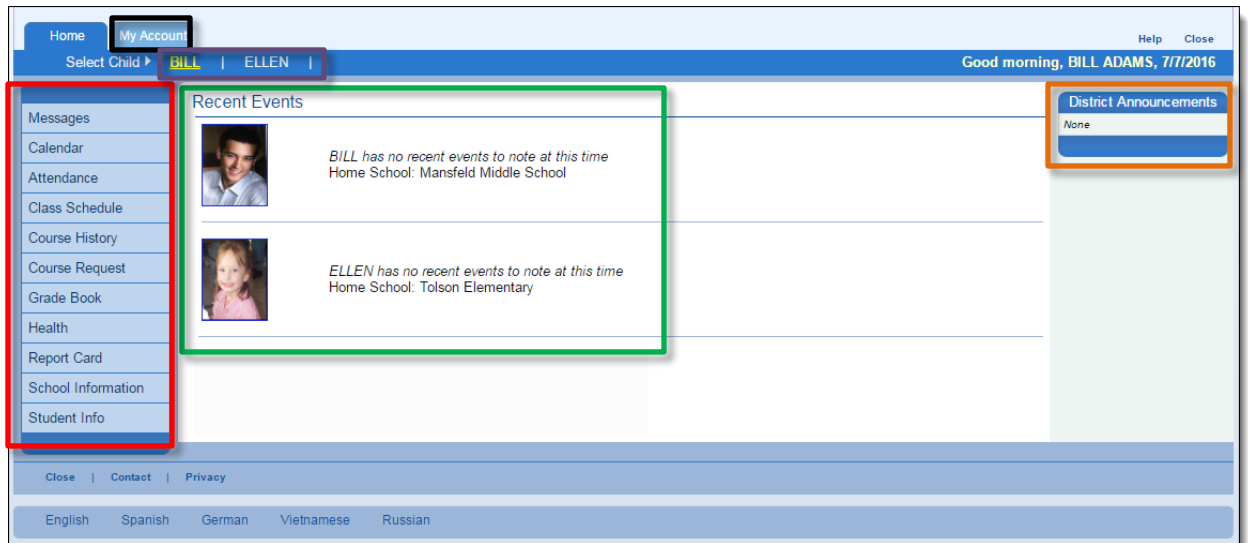 Home My Account
Help Close
Select Child BILL | ELLEN |
Good morning, BILL ADAMS, 7/7/2016
Messages
Calendar
Attendance
Class Schedule
Course History
Course Request
Grade Book
Health
Report Card
School Information
Student Info
Recent Events
BILL has no recent events to note at this time
Home School: Mansfeld Middle School
ELLEN has no recent events to note at this time
Home School: Tolson Elementary
District Announcements
None
Close | Contact | Privacy
English Spanish German Vietnamese Russian